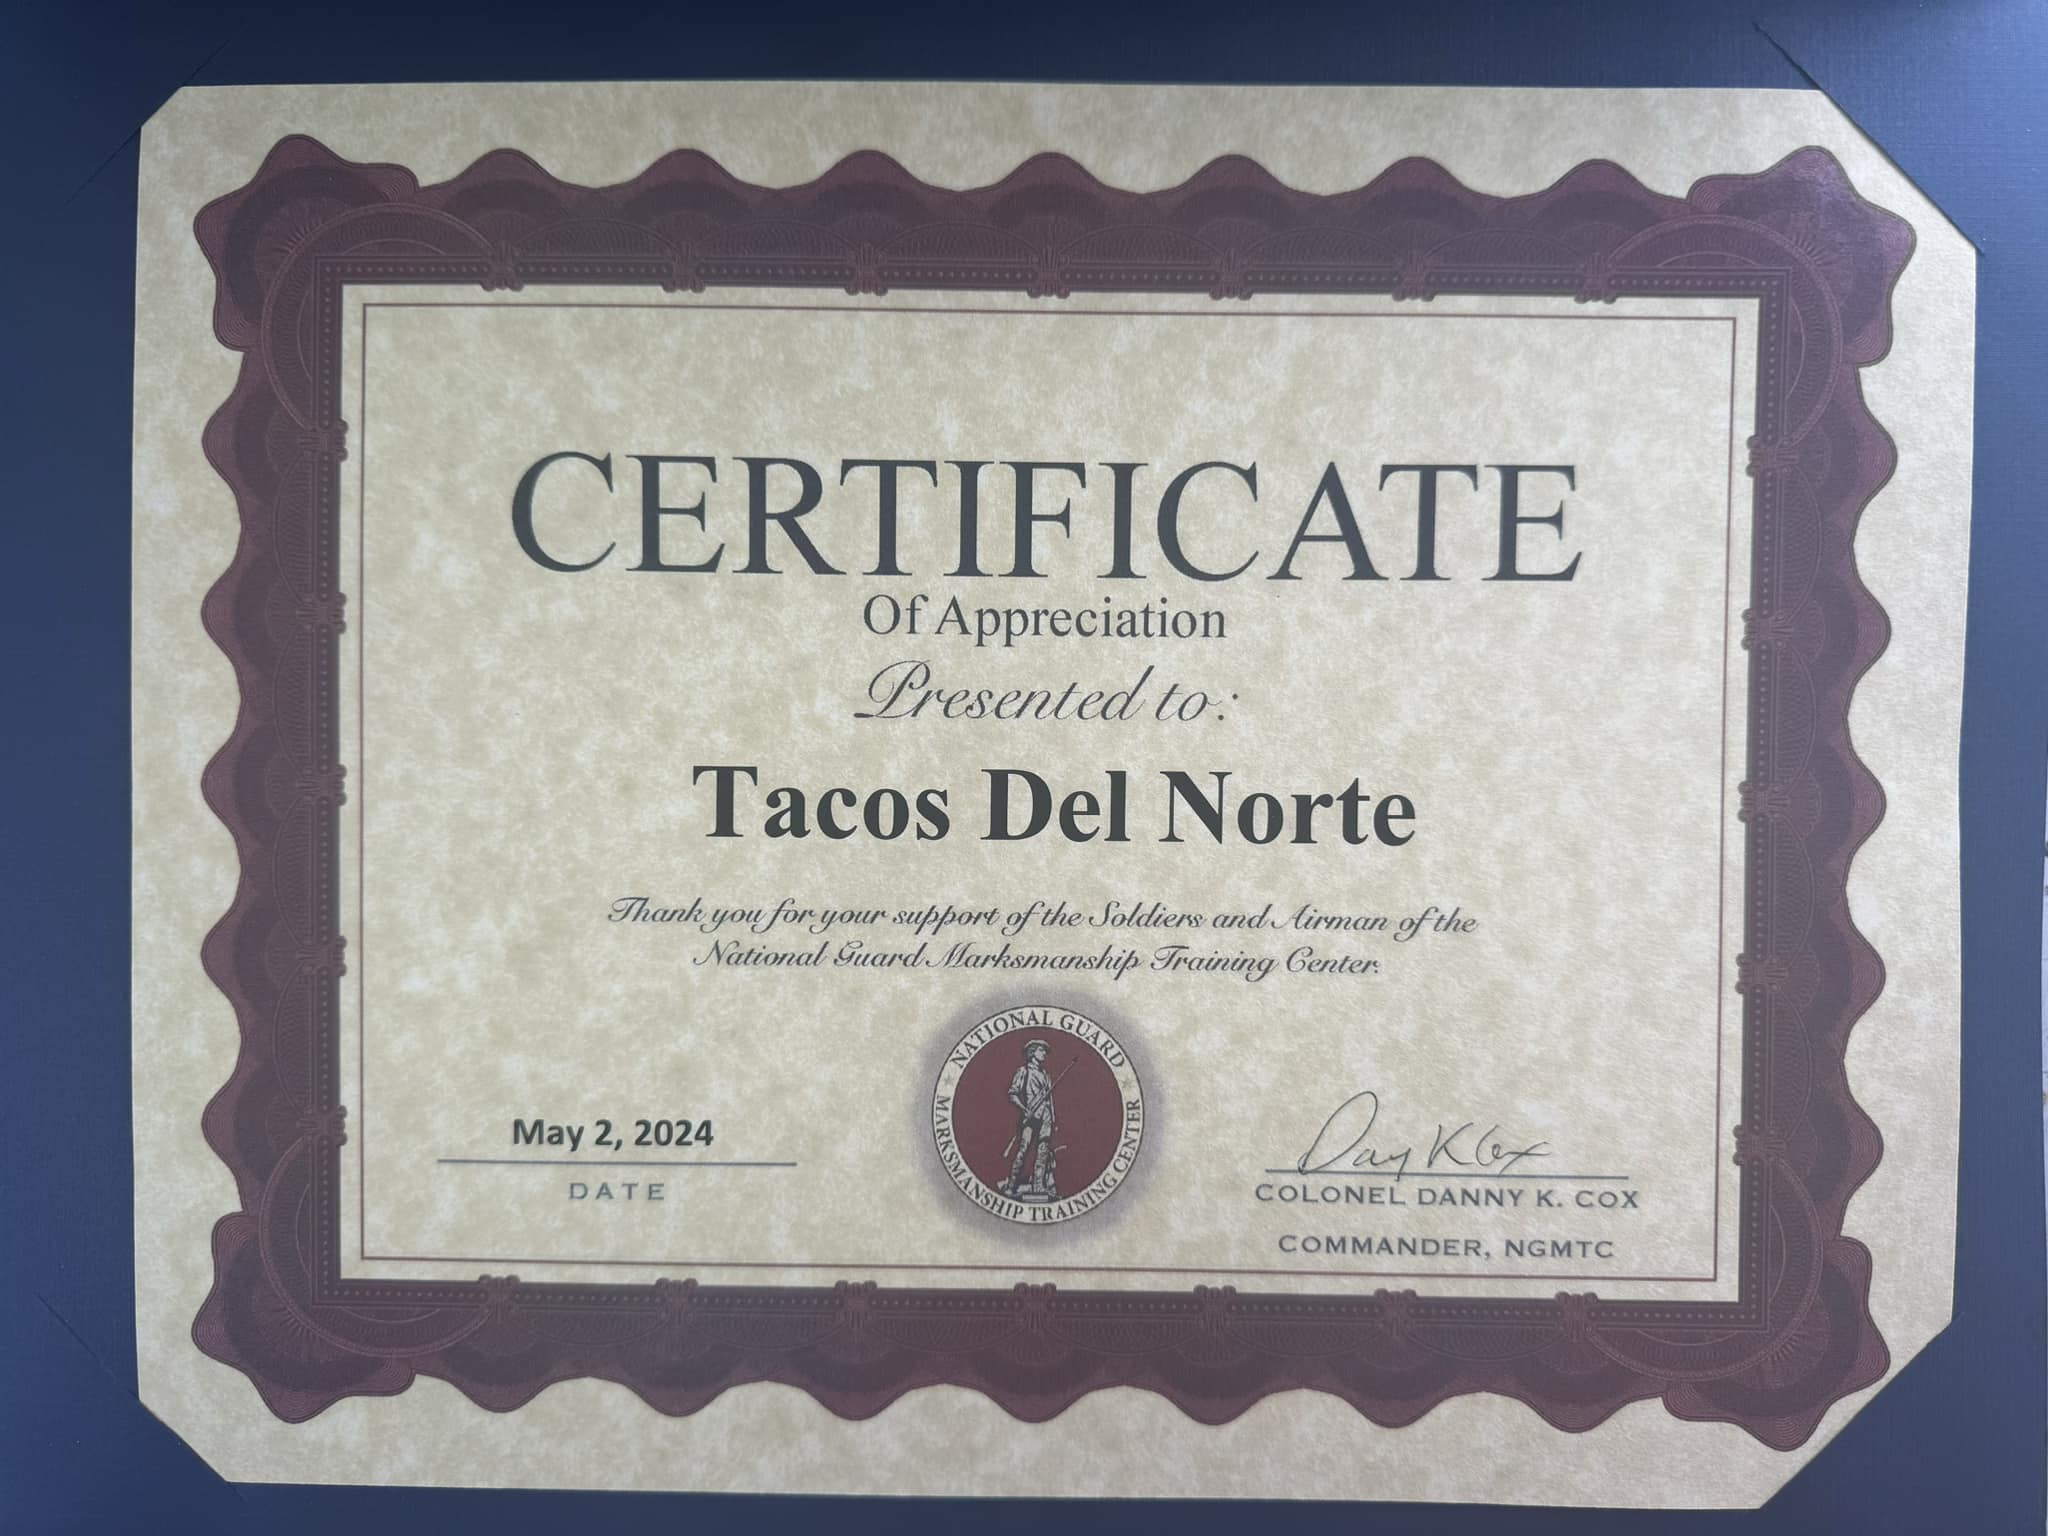 CERTIFICATE
Of Appreciation
Presented to:
Tacos Del Norte
Thank you for your support of the Soldiers and Airman of the
National Guard Marksmanship Training Center.
NATIONAL GUARD
MARKSMANSHIP TRAINING CENTER
May 2, 2024
DATE
Dany K Cox
COLONEL DANNY K. COX
COMMANDER, NGMTC